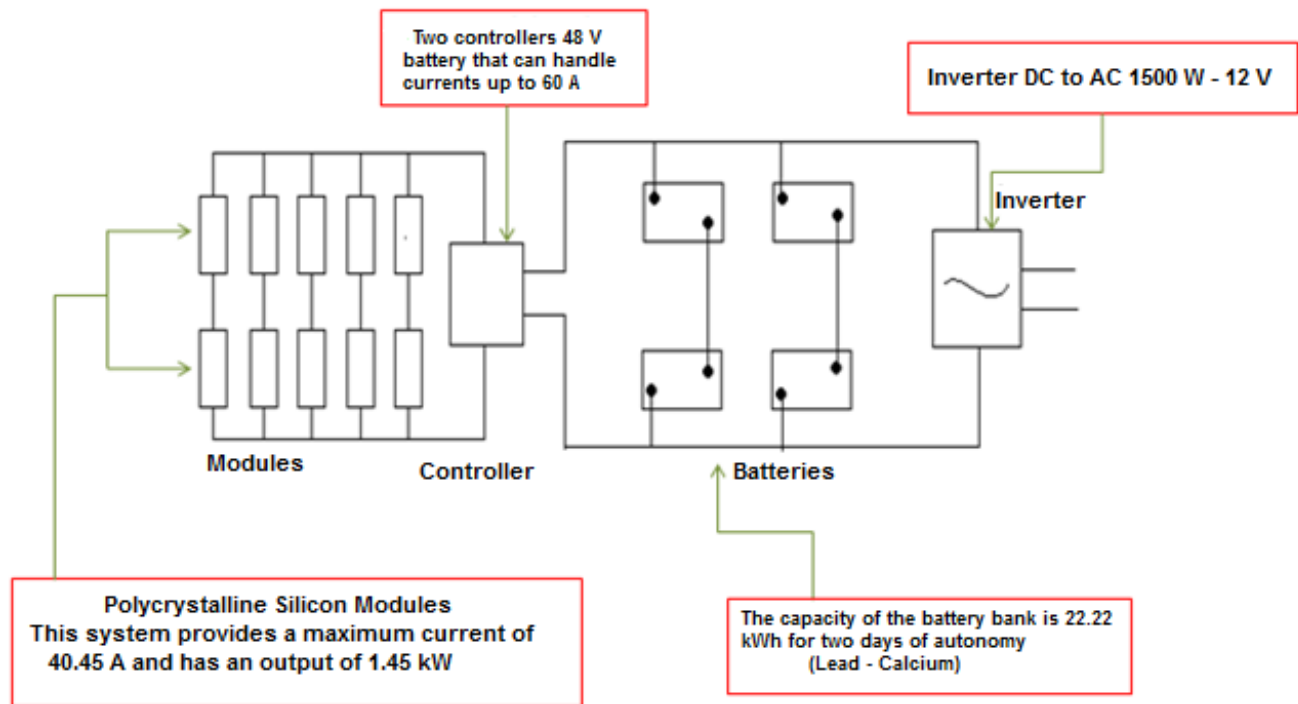 Two controllers 48 V
battery that can handle
currents up to 60 A
Inverter DC to AC 1500 W - 12 V
Inverter
Modules
Controller
Batteries
Polycrystalline Silicon Modules
This system provides a maximum current of
40.45 A and has an output of 1.45 kW
The capacity of the battery bank is 22.22
kWh for two days of autonomy
(Lead - Calcium)